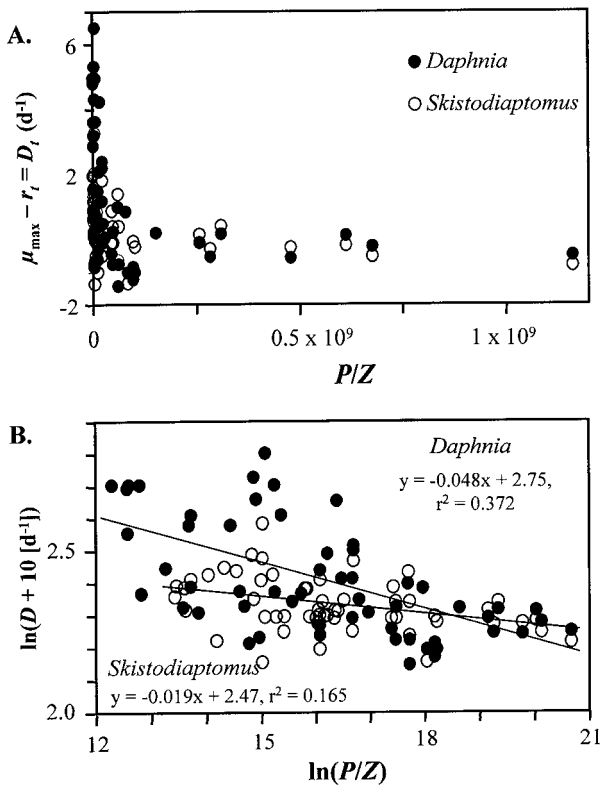 A.
6
2
-2
μmax – rt = Dt (d-1)
Daphnia
Skistodiaptomus
0
0.5 x 10⁹
1 x 10⁹
P/Z
B.
Daphnia
y = -0.048x + 2.75,
r² = 0.372
2.5
2.0
ln(D + 10 [d-1])
Skistodiaptomus
y = -0.019x + 2.47, r² = 0.165
12
15
18
21
ln(P/Z)